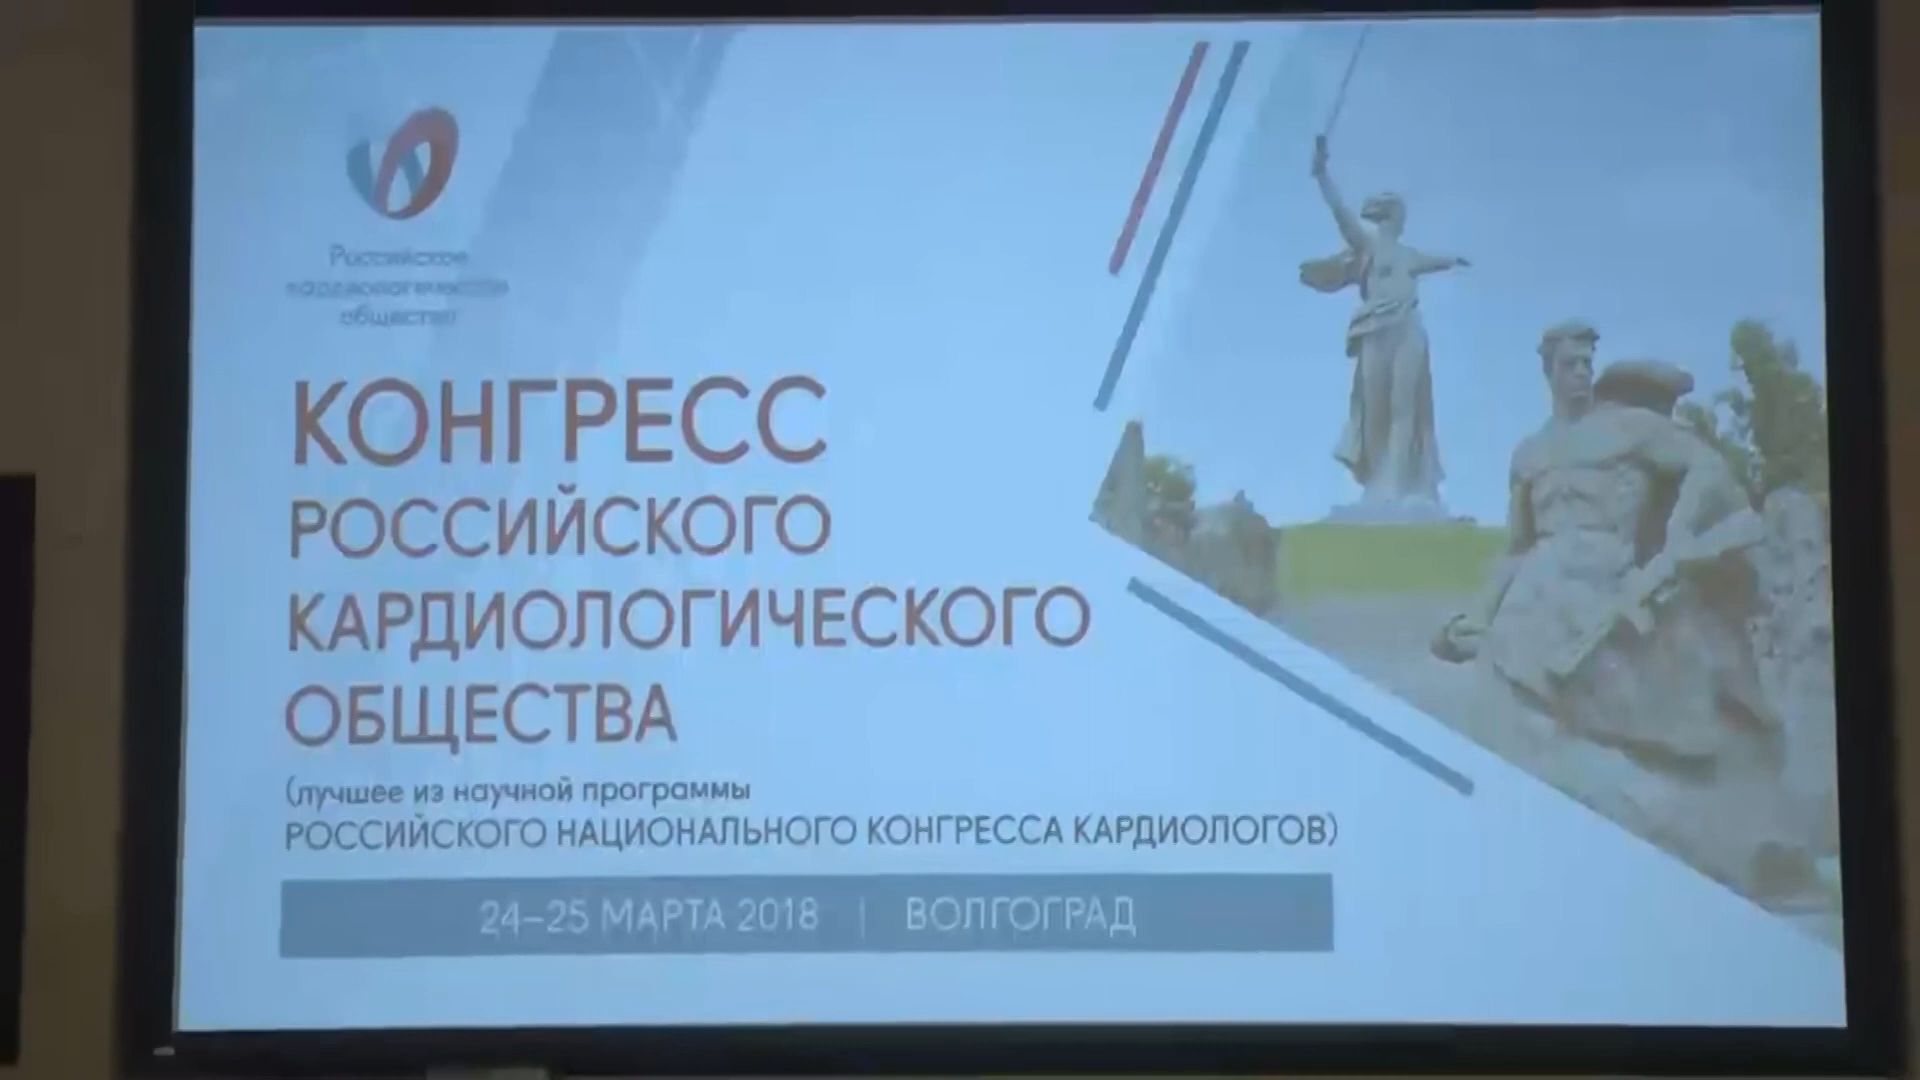 Российское
кардиологическое
общество
КОНГРЕСС
РОССИЙСКОГО
КАРДИОЛОГИЧЕСКОГО
ОБЩЕСТВА
(лучшее из научной программы
РОССИЙСКОГО НАЦИОНАЛЬНОГО КОНГРЕССА КАРДИОЛОГОВ)
24–25 МАРТА 2018 | ВОЛГОГРАД